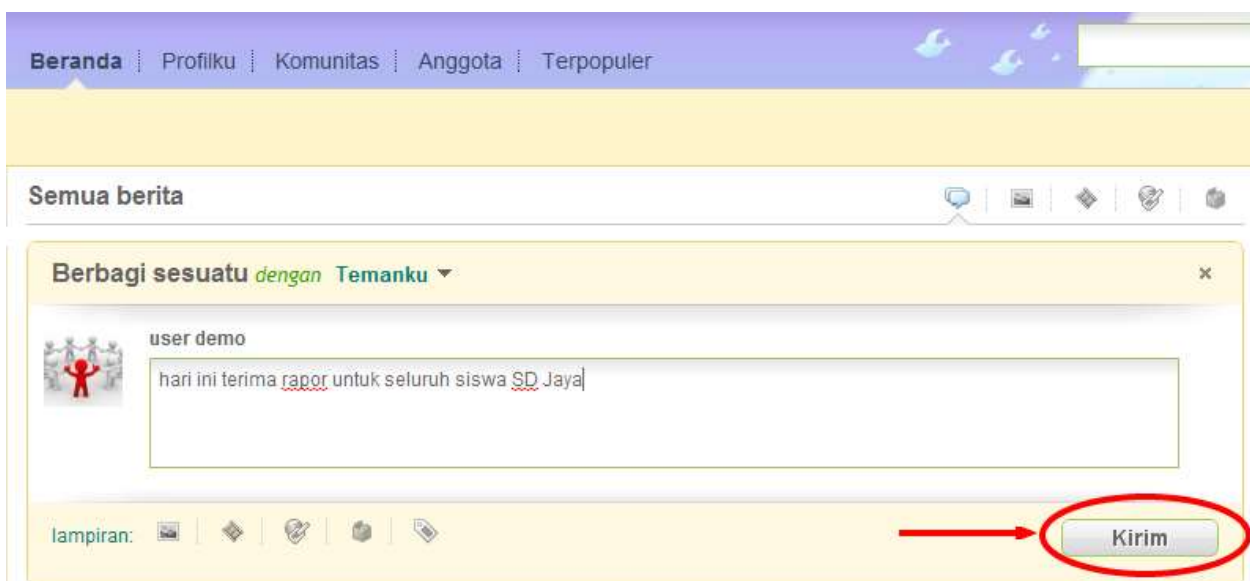 Beranda Profilku Komunitas Anggota Terpopuler
Semua berita
Berbagi sesuatu dengan Temanku
user demo
hari ini terima rapor untuk seluruh siswa SD Jaya
lampiran:
Kirim